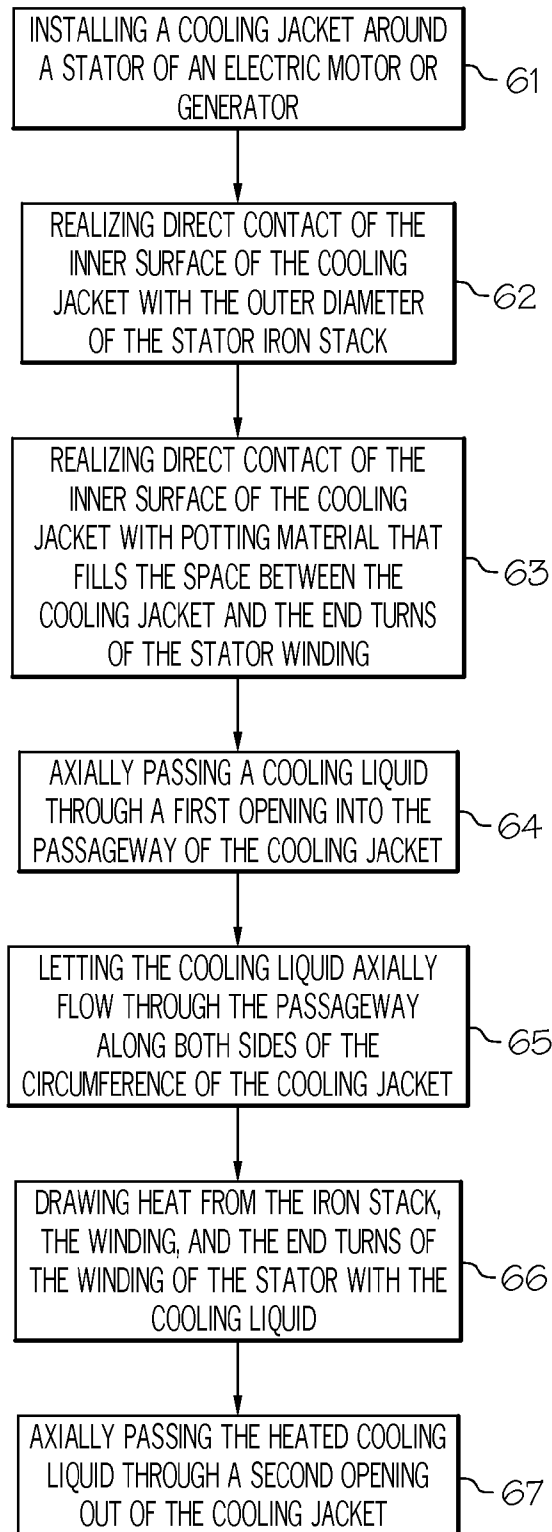 INSTALLING A COOLING JACKET AROUND
A STATOR OF AN ELECTRIC MOTOR OR
GENERATOR
61
REALIZING DIRECT CONTACT OF THE
INNER SURFACE OF THE COOLING
JACKET WITH THE OUTER DIAMETER
OF THE STATOR IRON STACK
62
REALIZING DIRECT CONTACT OF THE
INNER SURFACE OF THE COOLING
JACKET WITH POTTING MATERIAL THAT
FILLS THE SPACE BETWEEN THE
COOLING JACKET AND THE END TURNS
OF THE STATOR WINDING
63
AXIALLY PASSING A COOLING LIQUID
THROUGH A FIRST OPENING INTO THE
PASSAGEWAY OF THE COOLING JACKET
64
LETTING THE COOLING LIQUID AXIALLY
FLOW THROUGH THE PASSAGEWAY
ALONG BOTH SIDES OF THE
CIRCUMFERENCE OF THE COOLING JACKET
65
DRAWING HEAT FROM THE IRON STACK,
THE WINDING, AND THE END TURNS OF
THE WINDING OF THE STATOR WITH THE
COOLING LIQUID
66
AXIALLY PASSING THE HEATED COOLING
LIQUID THROUGH A SECOND OPENING
OUT OF THE COOLING JACKET
67